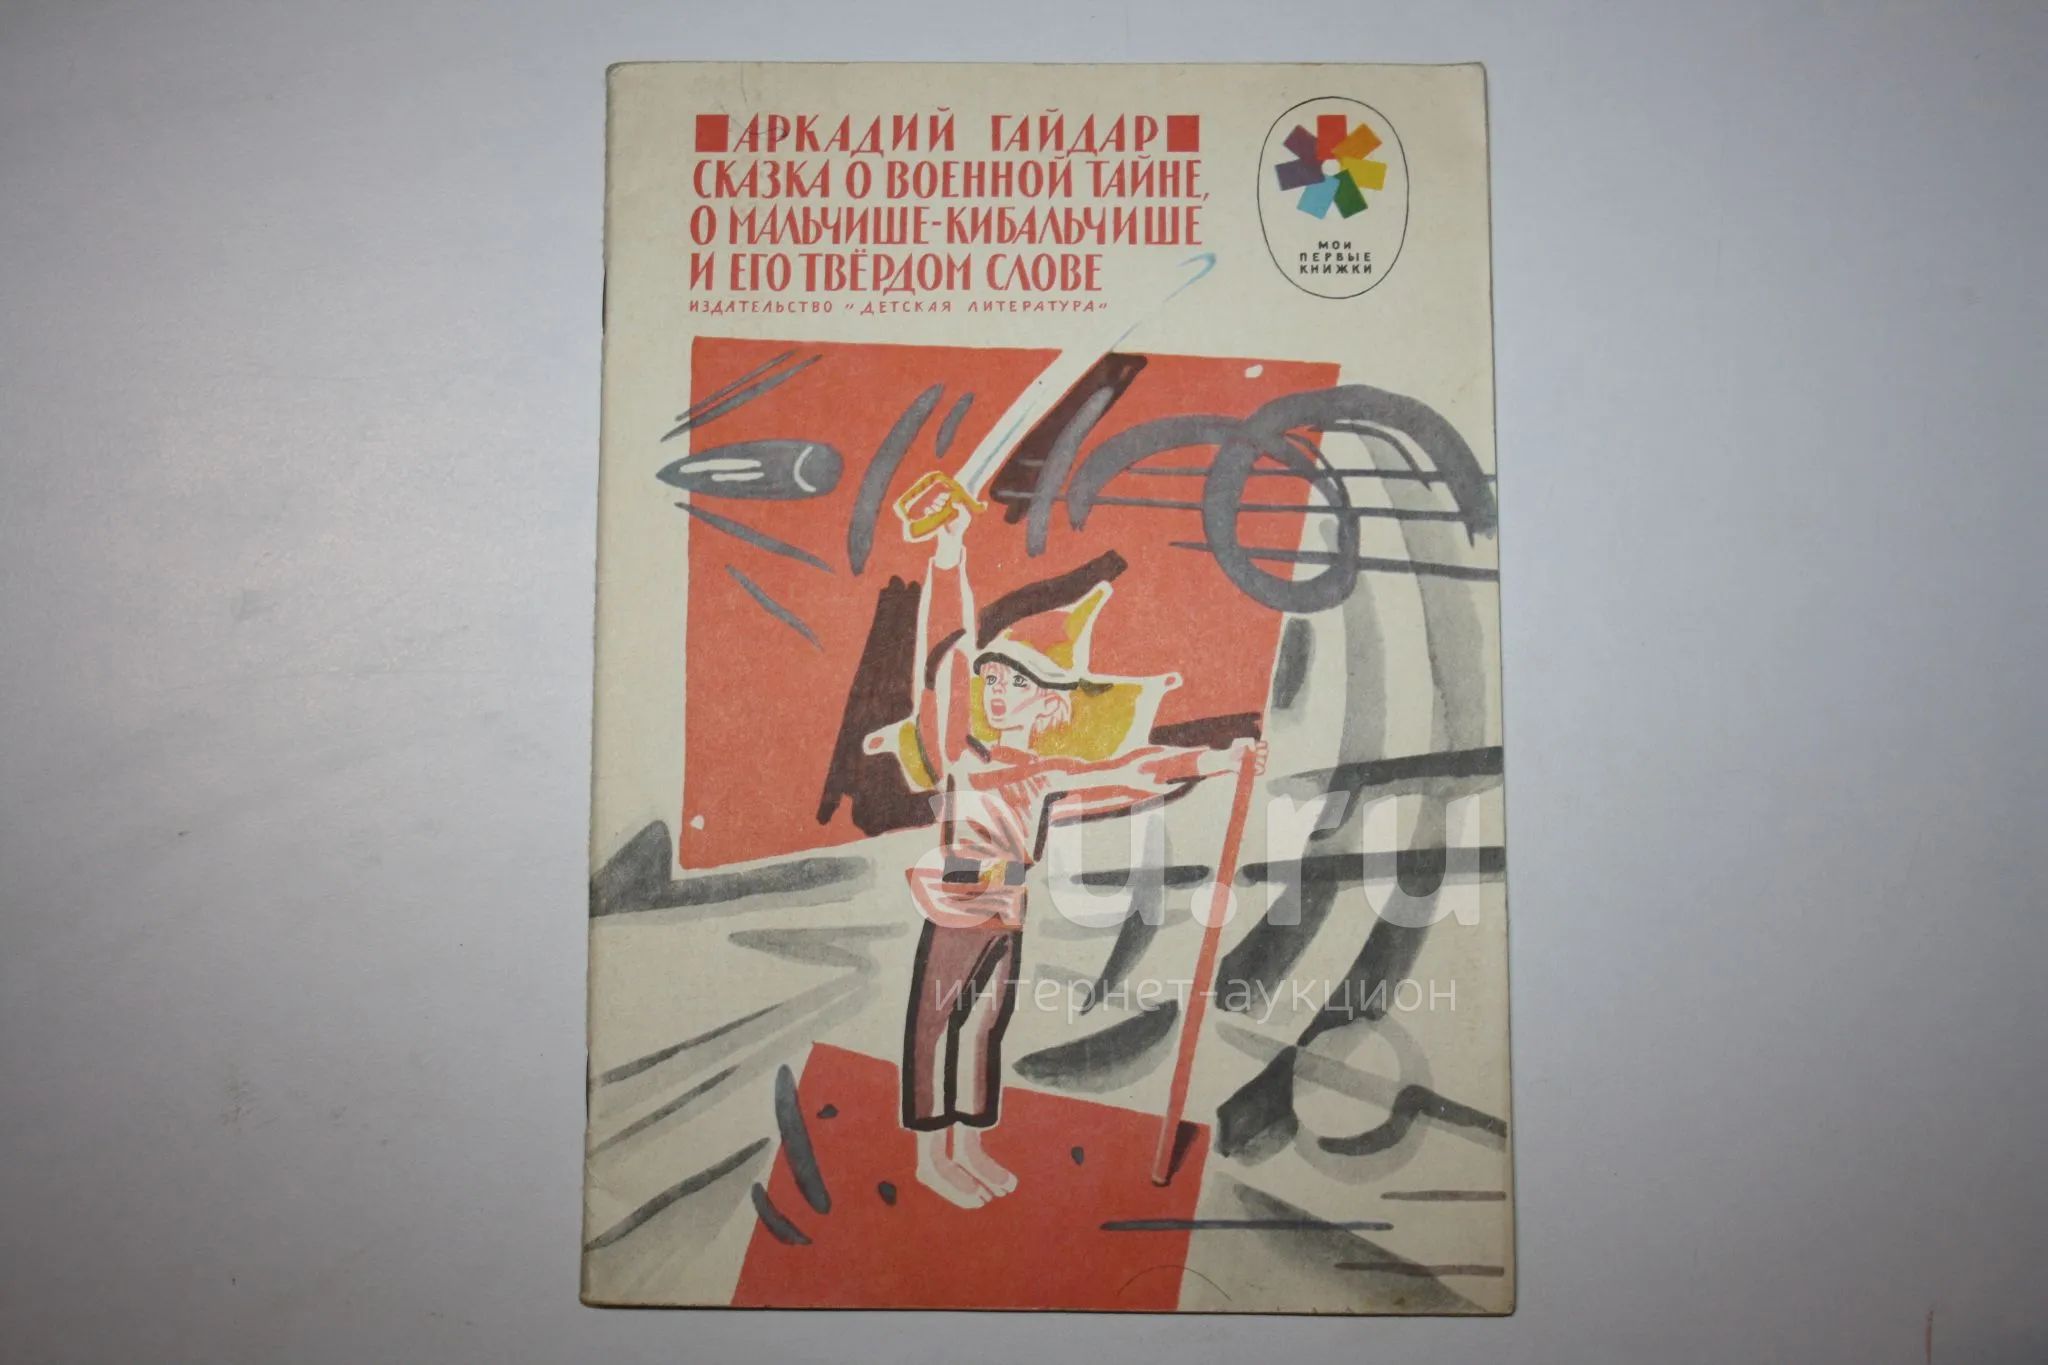 АРКАДИЙ ГАЙДАР
СКАЗКА О ВОЕННОЙ ТАЙНЕ,
О МАЛЬЧИШЕ-КИБАЛЬЧИШЕ
И ЕГО ТВЁРДОМ СЛОВЕ
ИЗДАТЕЛЬСТВО "ДЕТСКАЯ ЛИТЕРАТУРА"
МОИ
ПЕРВЫЕ
КНИЖКИ
au.ru
интернет-аукцион